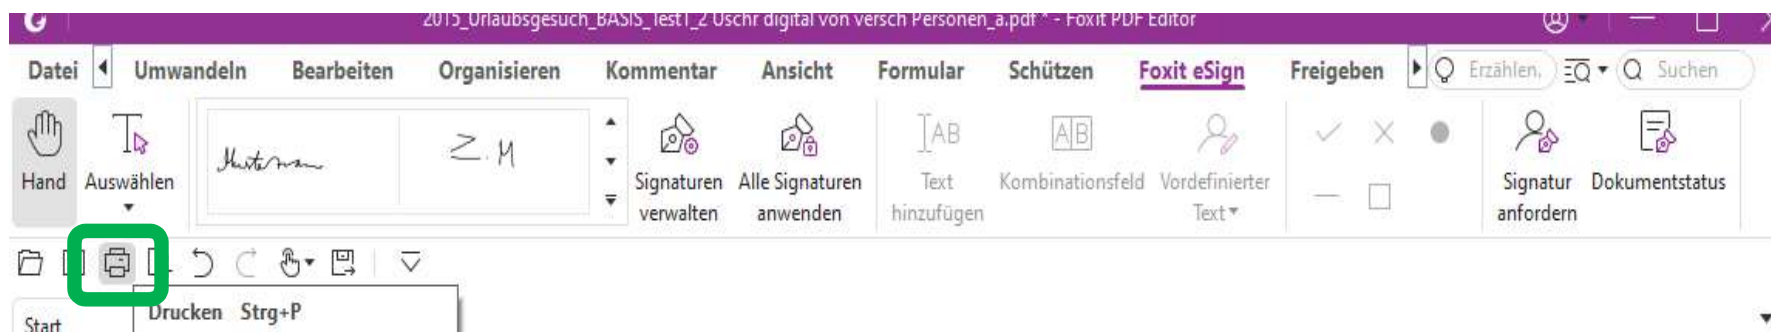 2015_Urlaubsgesuch_BASIS_Test1_2 Uschr digital von versch Personen_a.pdf * - Foxit PDF Editor
Datei Umwandeln Bearbeiten Organisieren Kommentar Ansicht Formular Schützen Foxit eSign Freigeben Erzählen. Suchen
Mustermann Z.M AB A|B
Hand Auswählen Signaturen Alle Signaturen Text Kombinationsfeld Vordefinierter Signatur Dokumentstatus
verwalten anwenden hinzufügen Text anfordern
Drucken Strg+P
Start